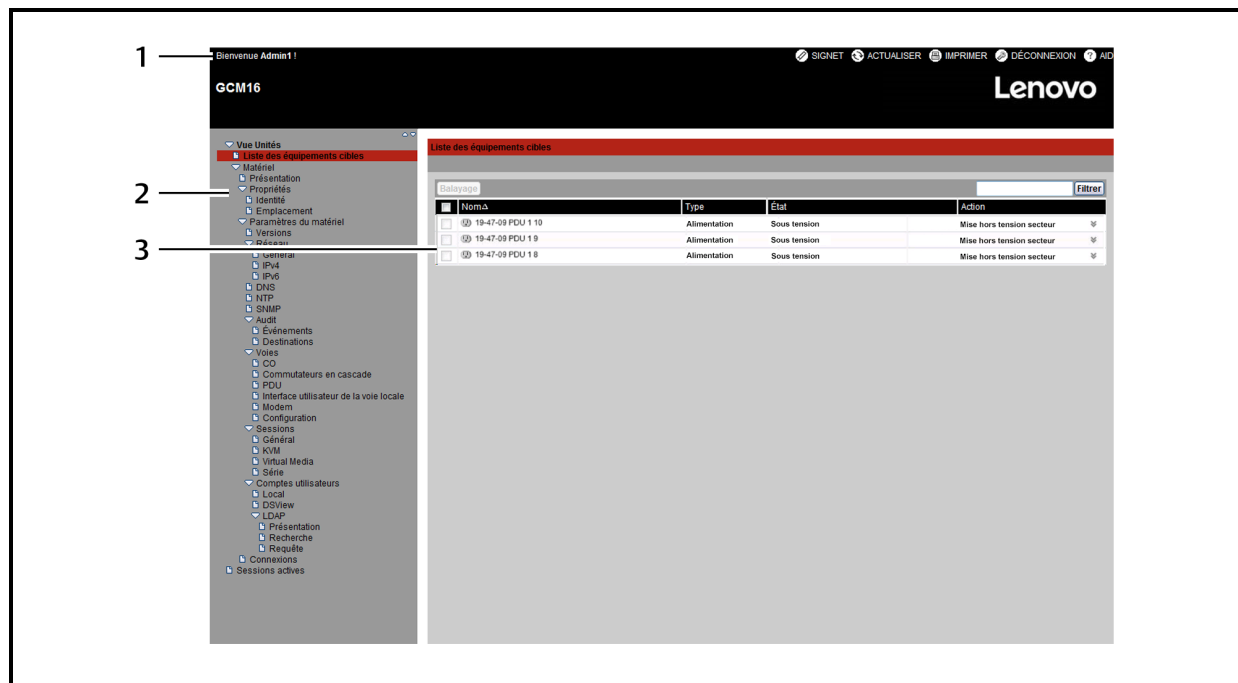 1
Bienvenue Admin1 !
SIGNET ACTUALISER IMPRIMER DÉCONNEXION AID
GCM16
Lenovo
2
3
Vue Unités
Liste des équipements cibles
Matériel
Présentation
Propriétés
Identité
Emplacement
Paramètres du matériel
Versions
Réseau
Général
IPv4
IPv6
DNS
NTP
SNMP
Audit
Événements
Destinations
Voies
CO
Commutateurs en cascade
PDU
Interface utilisateur de la voie locale
Modem
Configuration
Sessions
Général
KVM
Virtual Media
Série
Comptes utilisateurs
Local
DSView
LDAP
Présentation
Recherche
Requête
Connexions
Sessions actives
Liste des équipements cibles
Balayage Filtrer
Nom Type État Action
19-47-09 PDU 1 10 Alimentation Sous tension Mise hors tension secteur
19-47-09 PDU 1 9 Alimentation Sous tension Mise hors tension secteur
19-47-09 PDU 1 8 Alimentation Sous tension Mise hors tension secteur